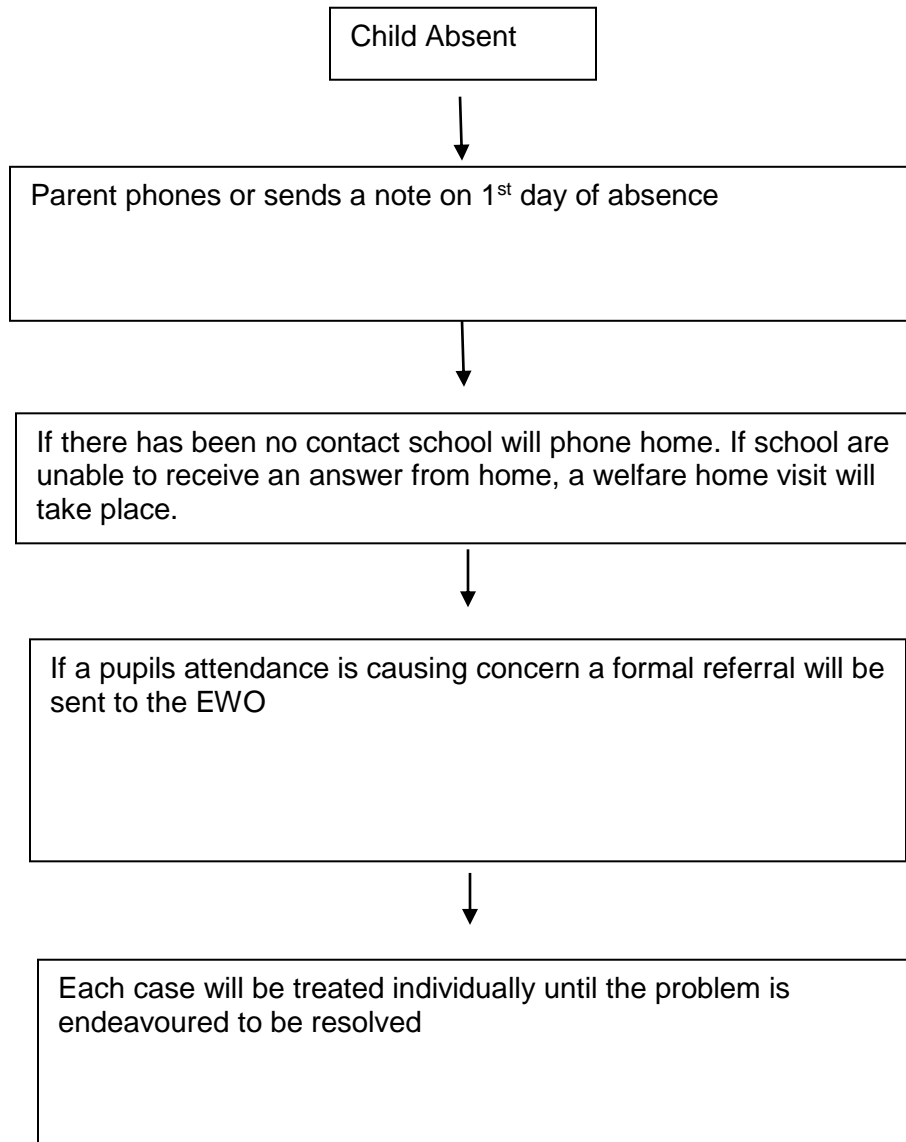 Child Absent
Parent phones or sends a note on 1st day of absence
If there has been no contact school will phone home. If school are
unable to receive an answer from home, a welfare home visit will
take place.
If a pupils attendance is causing concern a formal referral will be
sent to the EWO
Each case will be treated individually until the problem is
endeavoured to be resolved